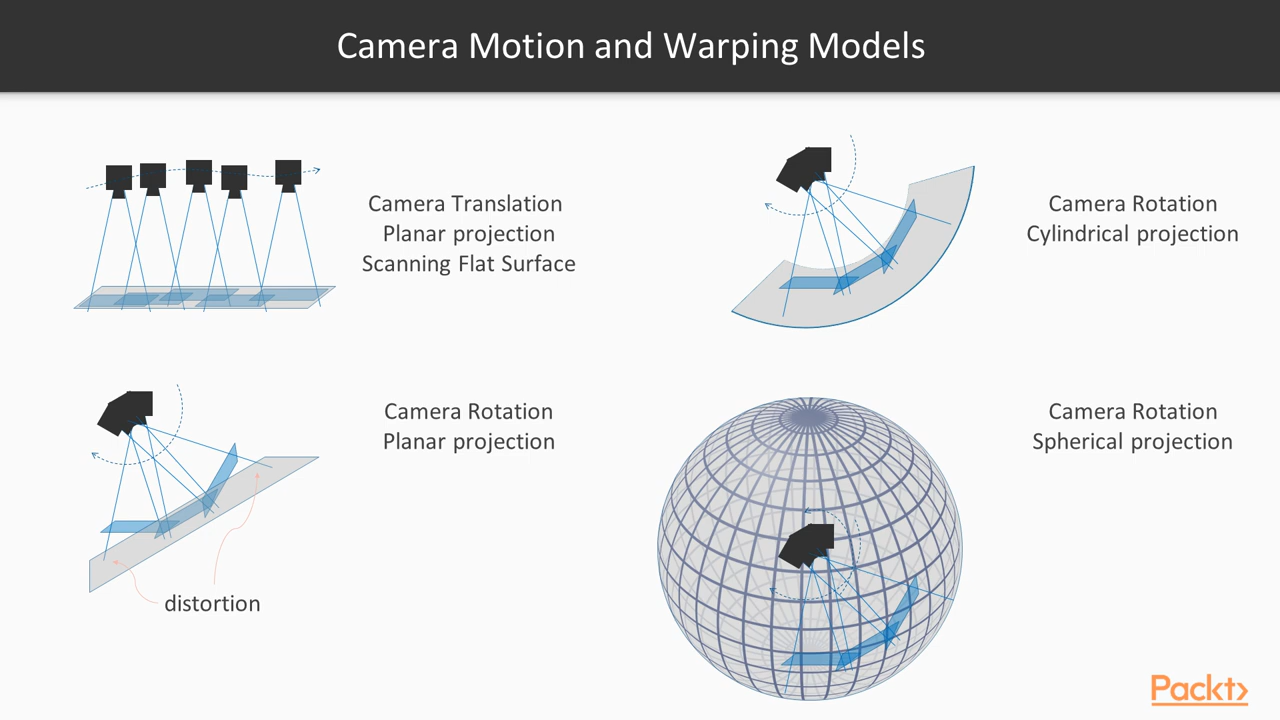 Camera Motion and Warping Models
Camera Translation
Planar projection
Scanning Flat Surface
Camera Rotation
Cylindrical projection
Camera Rotation
Planar projection
distortion
Camera Rotation
Spherical projection
Packt>